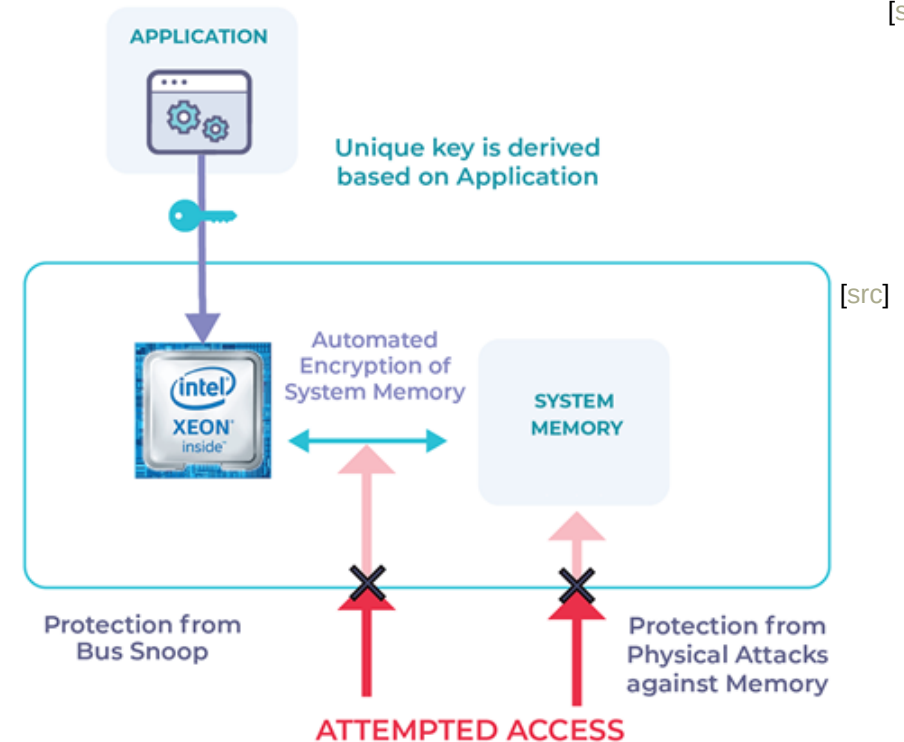 [s
APPLICATION
Unique key is derived
based on Application
[src]
Automated
Encryption of
System Memory
intel
XEON
inside™
SYSTEM
MEMORY
Protection from
Bus Snoop
Protection from
Physical Attacks
against Memory
ATTEMPTED ACCESS